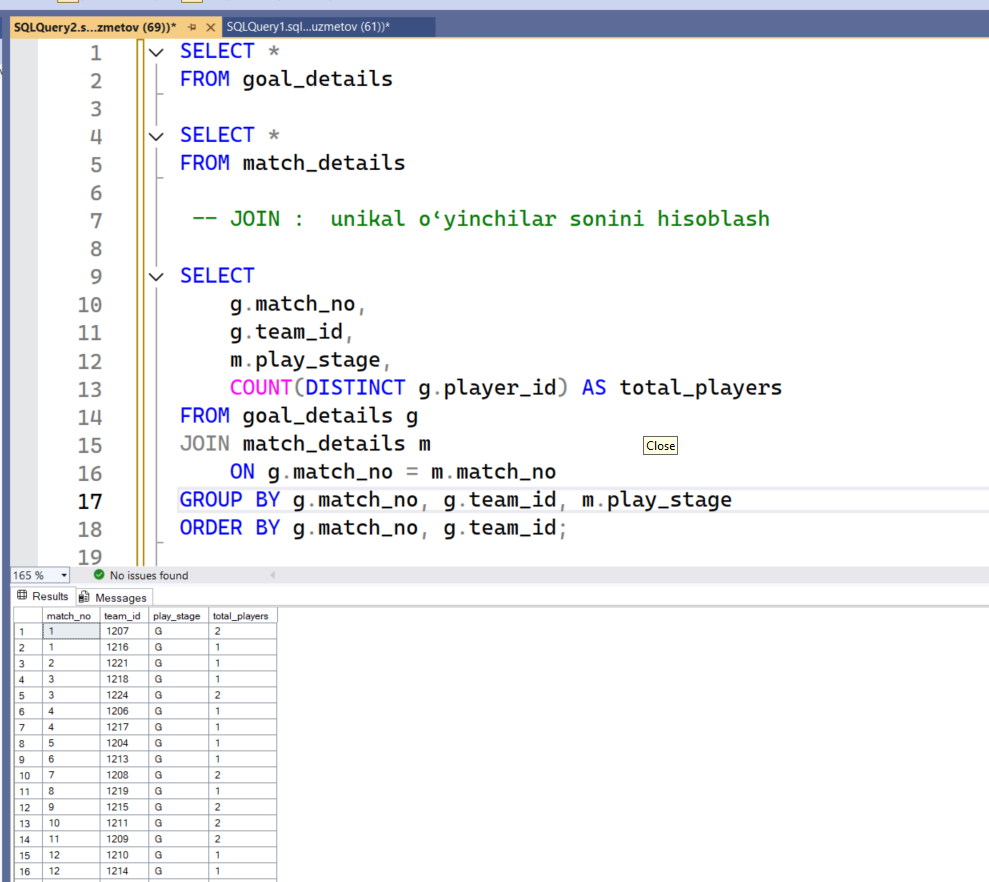 SQLQuery2.s...zmetov (69))* SQLQuery1.sql...uzmetov (61))*
1 SELECT *
2 FROM goal_details
3
4 SELECT *
5 FROM match_details
6
7 -- JOIN : unikal o‘yinchilar sonini hisoblash
8
9 SELECT
10 g.match_no,
11 g.team_id,
12 m.play_stage,
13 COUNT(DISTINCT g.player_id) AS total_players
14 FROM goal_details g
15 JOIN match_details m
Close
16 ON g.match_no = m.match_no
17 GROUP BY g.match_no, g.team_id, m.play_stage
18 ORDER BY g.match_no, g.team_id;
19
165 % No issues found
Results Messages
match_no team_id play_stage total_players
1 1 1207 G 2
2 1 1216 G 1
3 2 1221 G 1
4 3 1218 G 1
5 3 1224 G 2
6 4 1206 G 1
7 4 1217 G 1
8 5 1204 G 1
9 6 1213 G 1
10 7 1208 G 2
11 8 1219 G 1
12 9 1215 G 2
13 10 1211 G 2
14 11 1209 G 2
15 12 1210 G 1
16 12 1214 G 1